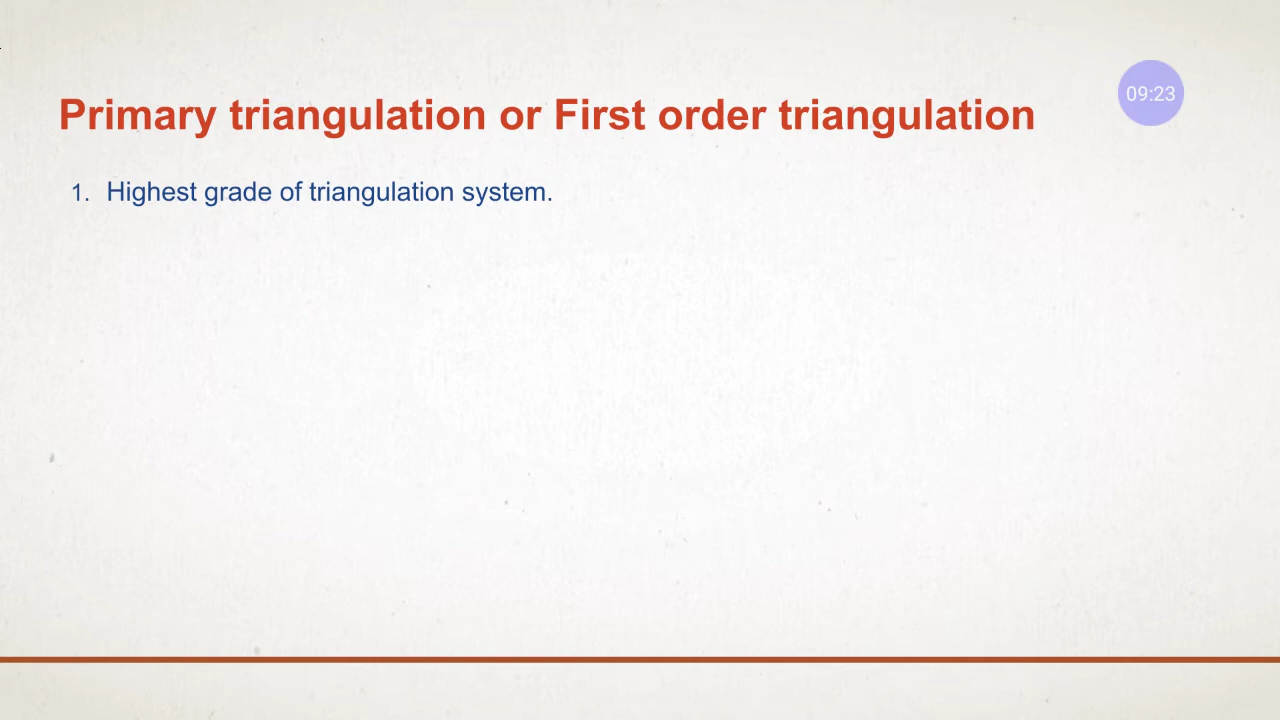 Primary triangulation or First order triangulation
09:23
1. Highest grade of triangulation system.